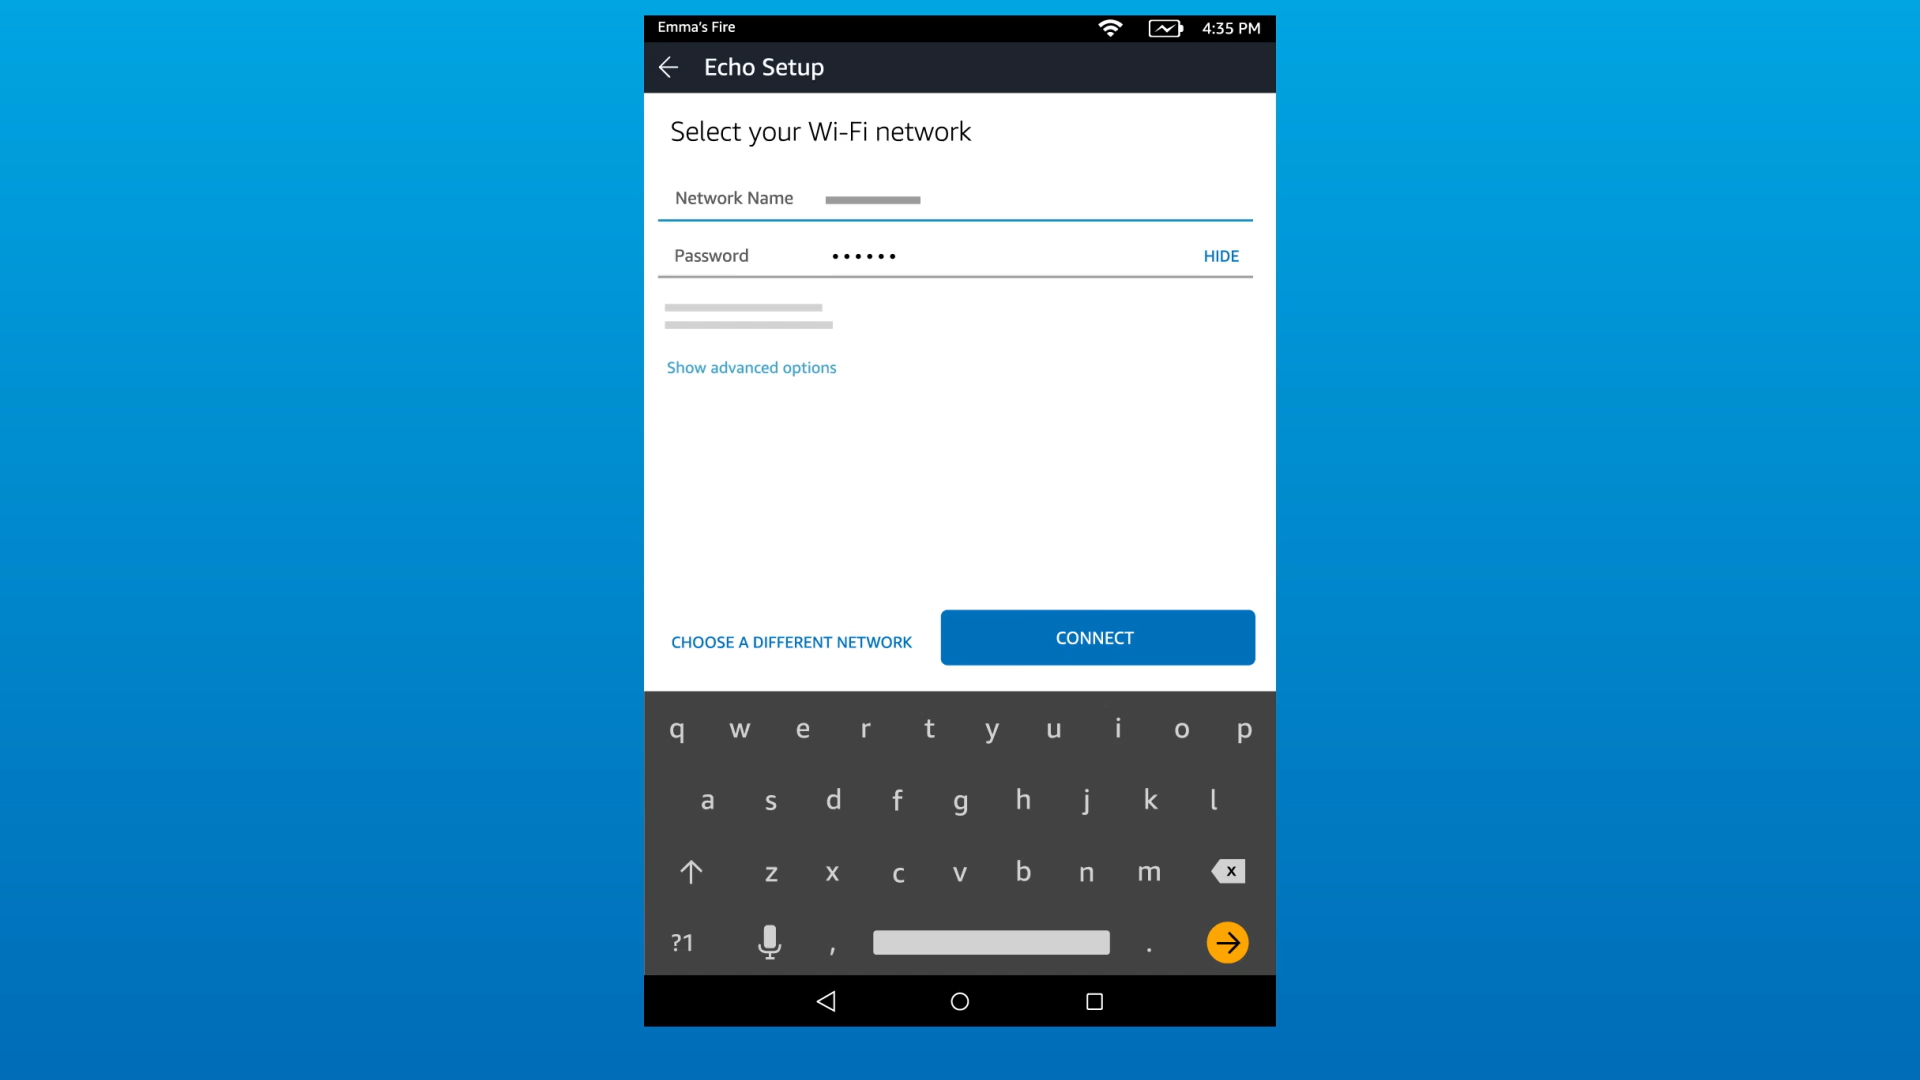 Emma's Fire 4:35 PM
Echo Setup
Select your Wi-Fi network
Network Name
Password •••••• HIDE
Show advanced options
CHOOSE A DIFFERENT NETWORK CONNECT
q w e r t y u i o p
a s d f g h j k l
z x c v b n m x
?1 , .